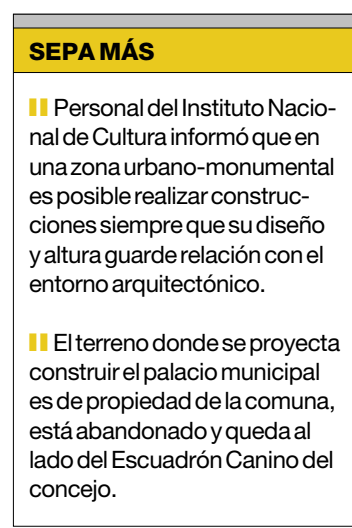 SEPA MÁS
Personal del Instituto Nacio-
nal de Cultura informó que en
una zona urbano-monumental
es posible realizar construc-
ciones siempre que su diseño
y altura guarde relación con el
entorno arquitectónico.
El terreno donde se proyecta
construir el palacio municipal
es de propiedad de la comuna,
está abandonado y queda al
lado del Escuadrón Canino del
concejo.